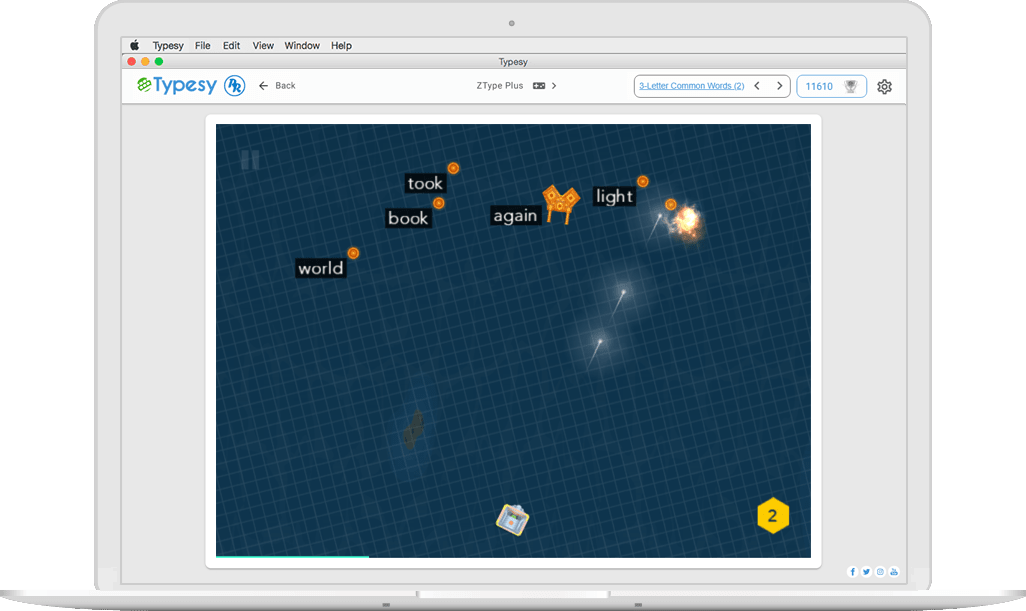 Typesy File Edit View Window Help
Typesy
Typesy ← Back ZType Plus 3-Letter Common Words (2) 11610
took
light
again
book
world
2